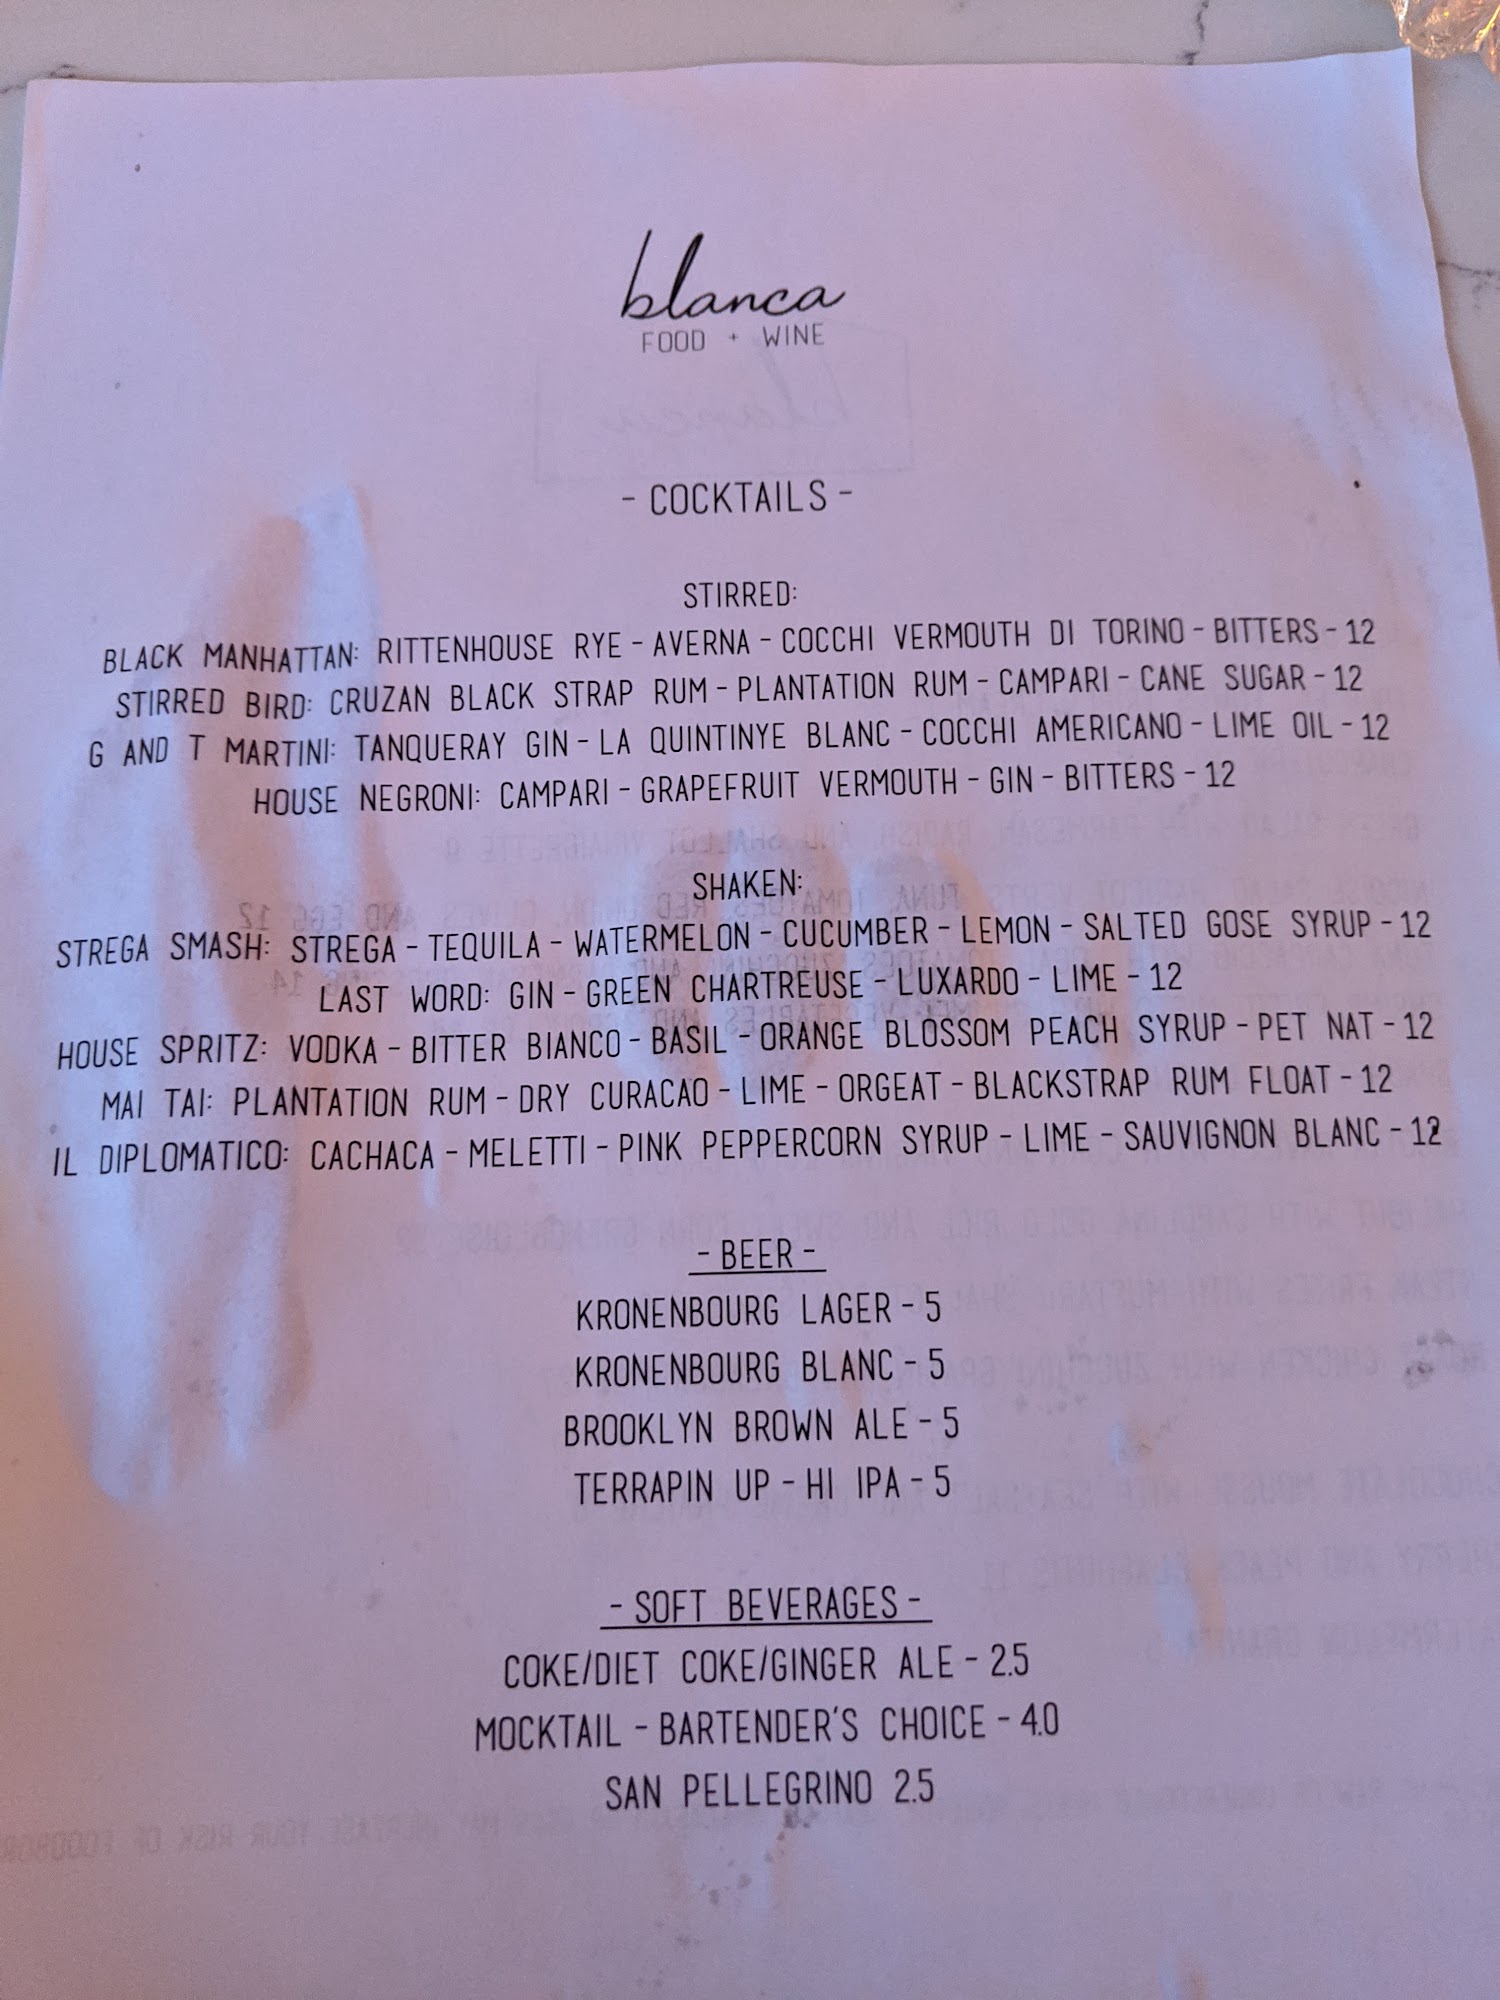 blanca
FOOD + WINE
- COCKTAILS -
STIRRED:
BLACK MANHATTAN: RITTENHOUSE RYE - AVERNA - COCCHI VERMOUTH DI TORINO - BITTERS - 12
STIRRED BIRD: CRUZAN BLACK STRAP RUM - PLANTATION RUM - CAMPARI - CANE SUGAR - 12
G AND T MARTINI: TANQUERAY GIN - LA QUINTINYE BLANC - COCCHI AMERICANO - LIME OIL - 12
HOUSE NEGRONI: CAMPARI - GRAPEFRUIT VERMOUTH - GIN - BITTERS - 12
SHAKEN:
STREGA SMASH: STREGA - TEQUILA - WATERMELON - CUCUMBER - LEMON - SALTED GOSE SYRUP - 12
LAST WORD: GIN - GREEN CHARTREUSE - LUXARDO - LIME - 12
HOUSE SPRITZ: VODKA - BITTER BIANCO - BASIL - ORANGE BLOSSOM PEACH SYRUP - PET NAT - 12
MAI TAI: PLANTATION RUM - DRY CURACAO - LIME - ORGEAT - BLACKSTRAP RUM FLOAT - 12
IL DIPLOMATICO: CACHACA - MELETTI - PINK PEPPERCORN SYRUP - LIME - SAUVIGNON BLANC - 12
- BEER -
KRONENBOURG LAGER - 5
KRONENBOURG BLANC - 5
BROOKLYN BROWN ALE - 5
TERRAPIN UP - HI IPA - 5
- SOFT BEVERAGES -
COKE/DIET COKE/GINGER ALE - 2.5
MOCKTAIL - BARTENDER'S CHOICE - 4.0
SAN PELLEGRINO 2.5